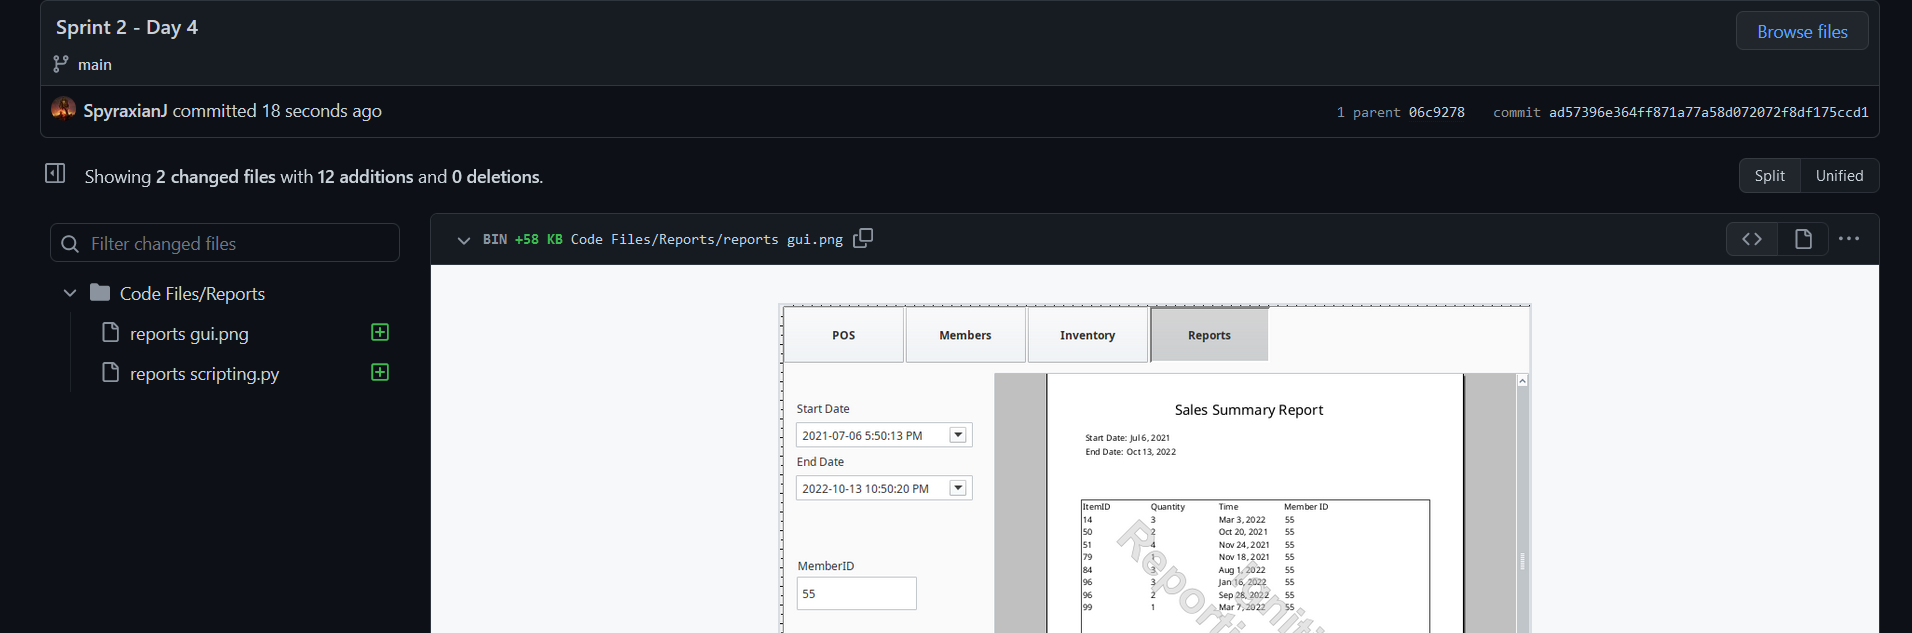 Sprint 2 - Day 4
Browse files
main
SpyraxianJ committed 18 seconds ago
1 parent 06c9278 commit ad57396e364ff871a77a58d072072f8df175ccd1
Showing 2 changed files with 12 additions and 0 deletions.
Split Unified
Filter changed files
BIN +58 KB Code Files/Reports/reports gui.png
Code Files/Reports
reports gui.png
reports scripting.py
POS Members Inventory Reports
Start Date
2021-07-06 5:50:13 PM
End Date
2022-10-13 10:50:20 PM
MemberID
55
Sales Summary Report
Start Date: Jul 6, 2021
End Date: Oct 13, 2022
ItemID Quantity Time Member ID
14 3 Mar 3, 2022 55
50 2 Oct 20, 2021 55
51 4 Nov 24, 2021 55
79 1 Nov 18, 2021 55
84 3 Aug 1, 2022 55
96 3 Jan 16, 2022 55
96 2 Sep 28, 2022 55
99 1 Mar 7, 2022 55